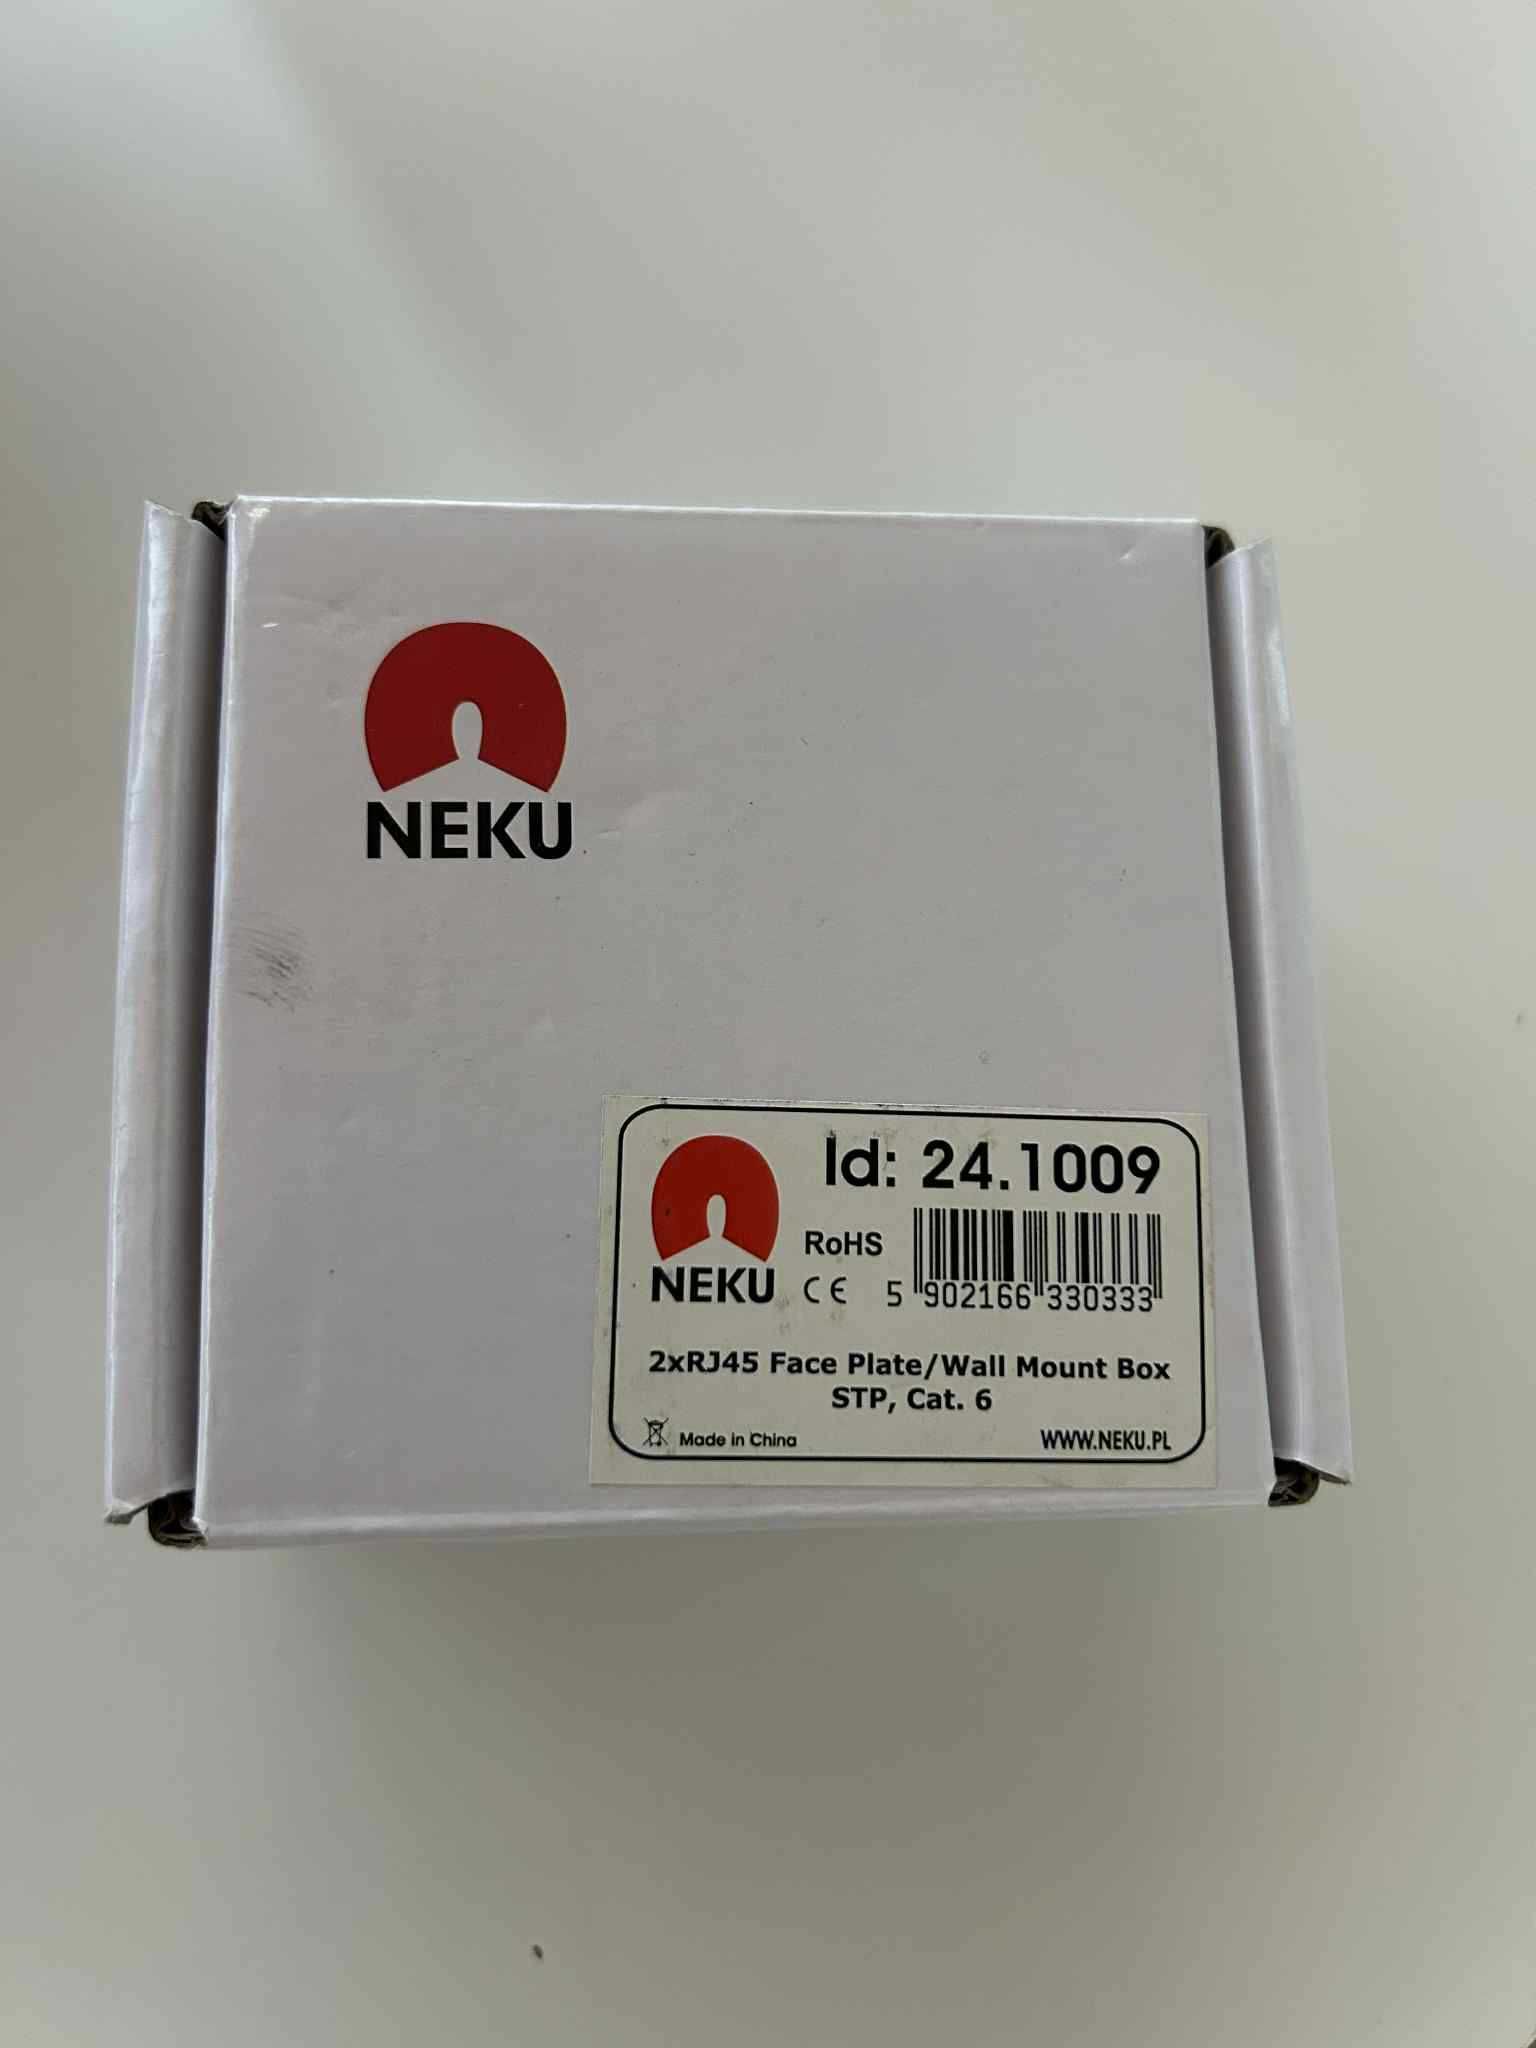 NEKU
Id: 24.1009
RoHS
NEKU
CE
5 902166 330333
2xRJ45 Face Plate/Wall Mount Box
STP, Cat. 6
Made in China
WWW.NEKU.PL